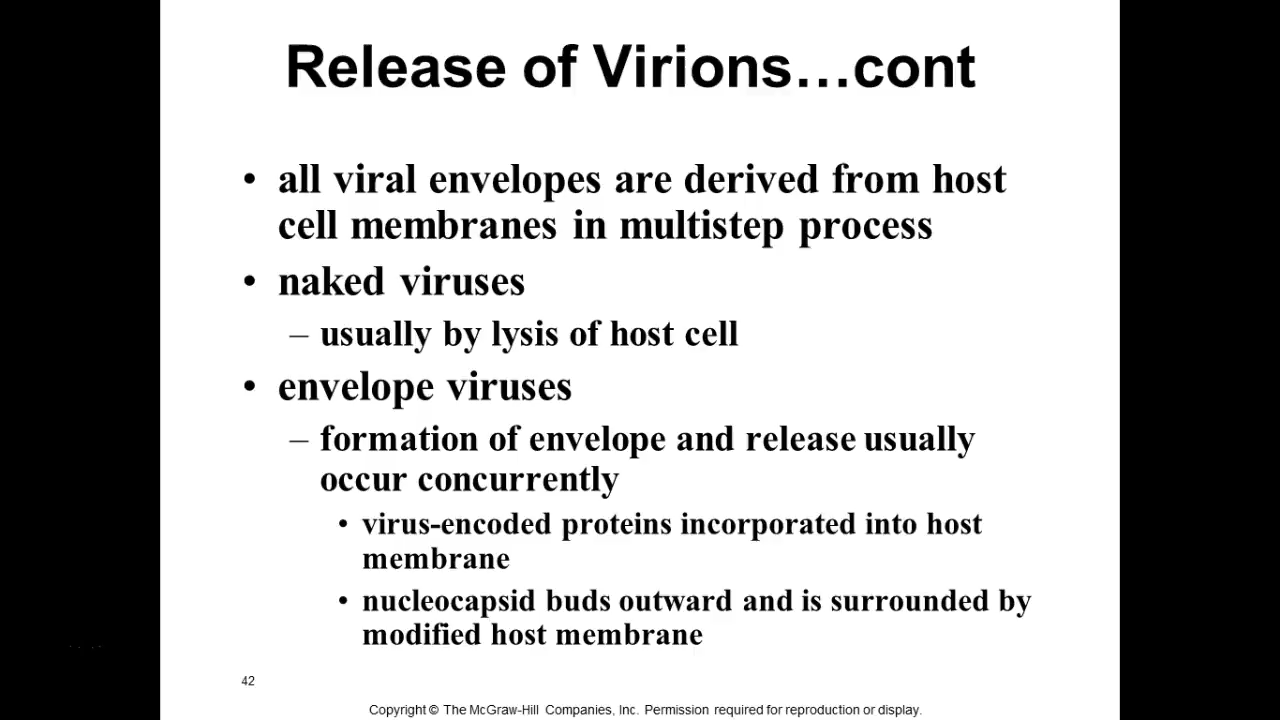 Release of Virions…cont
• all viral envelopes are derived from host
cell membranes in multistep process
• naked viruses
– usually by lysis of host cell
• envelope viruses
– formation of envelope and release usually
occur concurrently
• virus-encoded proteins incorporated into host
membrane
• nucleocapsid buds outward and is surrounded by
modified host membrane
42
Copyright © The McGraw-Hill Companies, Inc. Permission required for reproduction or display.